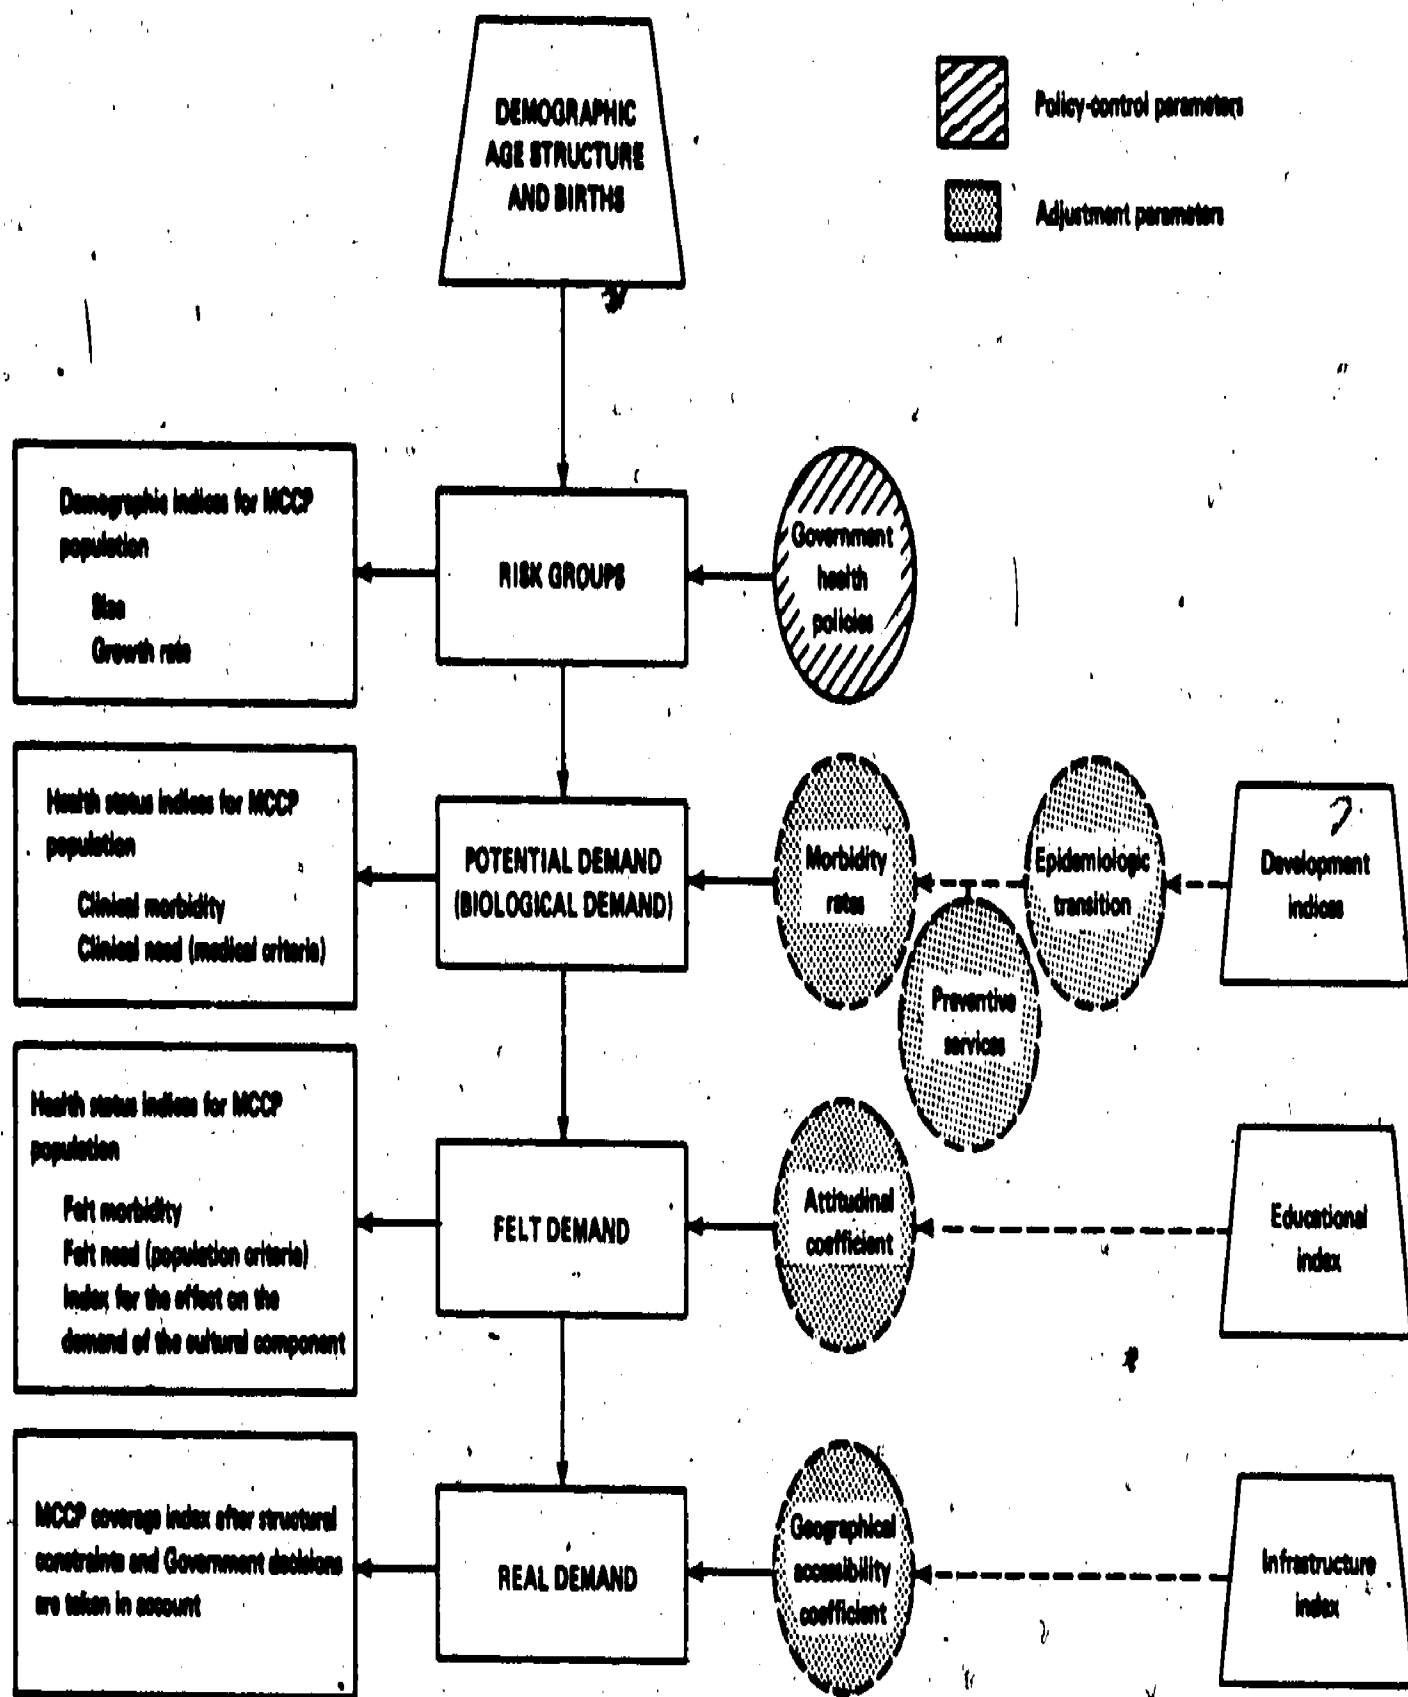 DEMOGRAPHIC
AGE STRUCTURE
AND BIRTHS
Policy-control parameters
Adjustment parameters
Demographic indices for MCCP
population
Size
Growth rate
RISK GROUPS
Government
health
policies
Health status indices for MCCP
population
Clinical morbidity
Clinical need (medical criteria)
POTENTIAL DEMAND
(BIOLOGICAL DEMAND)
Morbidity
rates
Epidemiologic
transition
Development
indices
Preventive
services
Health status indices for MCCP
population
Felt morbidity
Felt need (population criteria)
Index for the effect on the
demand of the cultural component
FELT DEMAND
Attitudinal
coefficient
Educational
index
MCCP coverage index after structural
constraints and Government decisions
are taken in account
REAL DEMAND
Geographical
accessibility
coefficient
Infrastructure
index